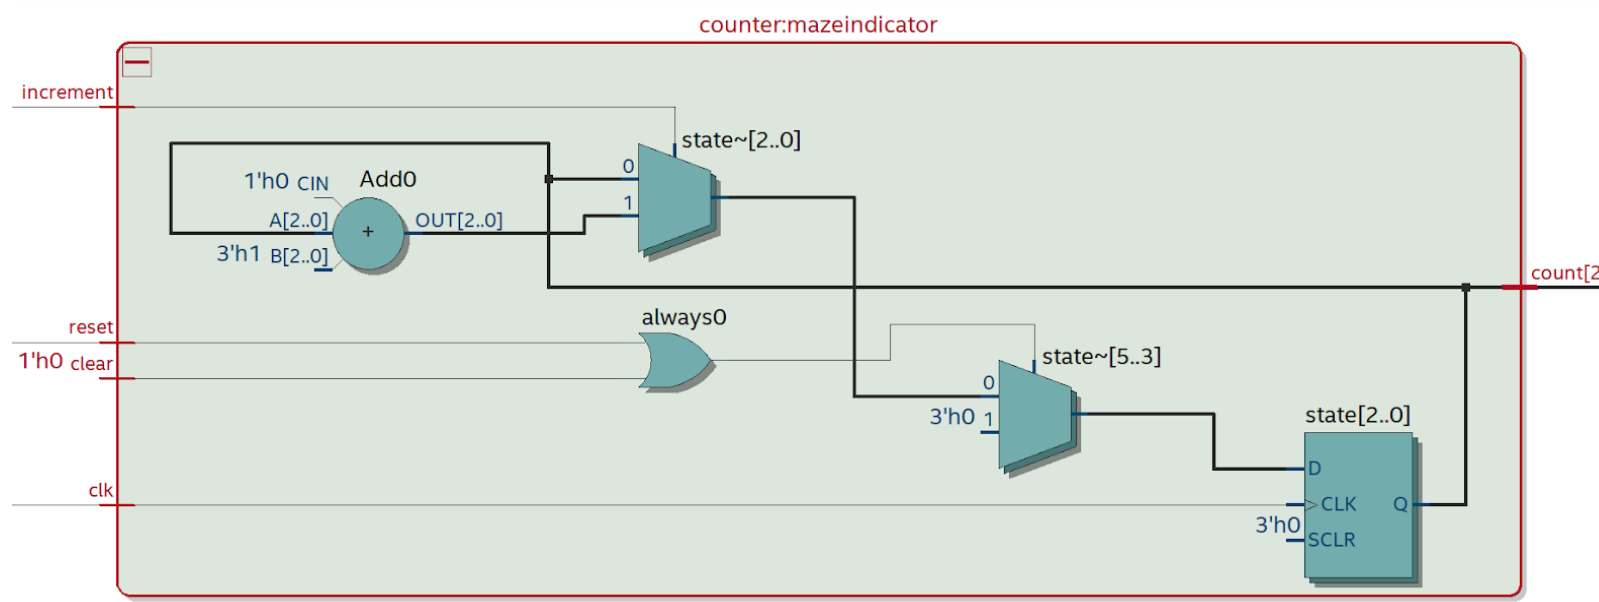 counter:mazeindicator
increment
state~[2..0]
0
1'h0 CIN
Add0
1
A[2..0]
+
OUT[2..0]
3'h1 B[2..0]
count[2
reset
always0
1'h0 clear
state~[5..3]
0
3'h0 1
state[2..0]
D
clk
CLK
Q
3'h0
SCLR